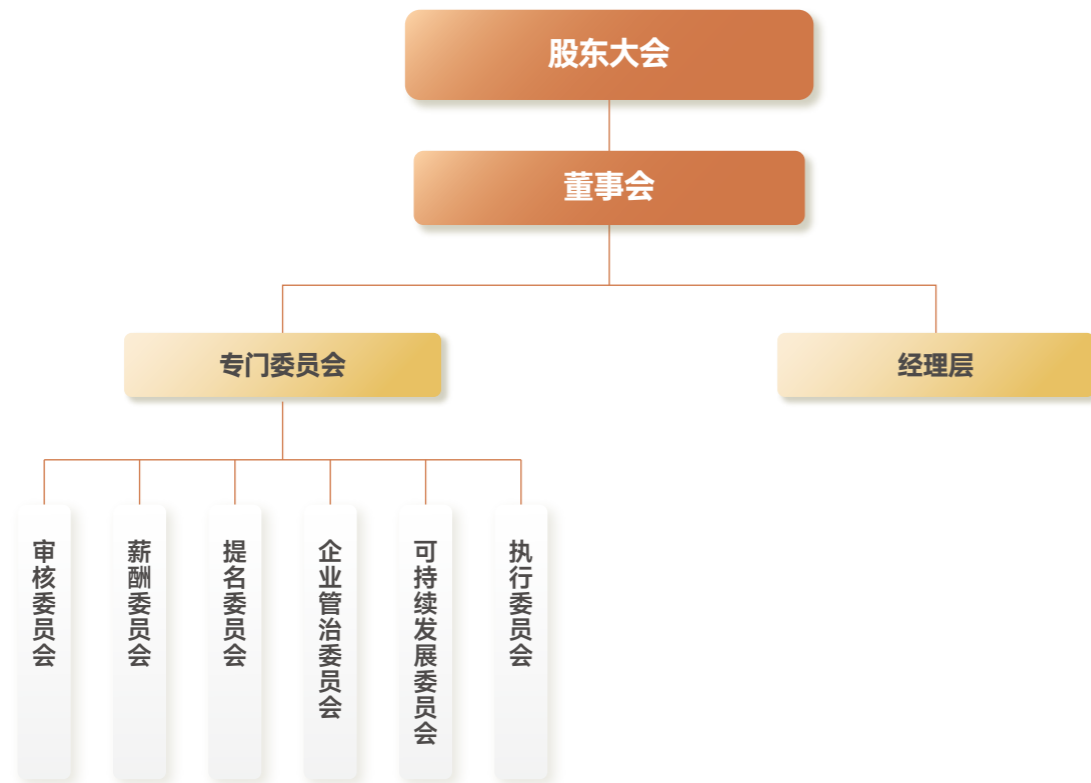 股东大会
董事会
专门委员会
经理层
审核委员会
薪酬委员会
提名委员会
企业管治委员会
可持续发展委员会
执行委员会